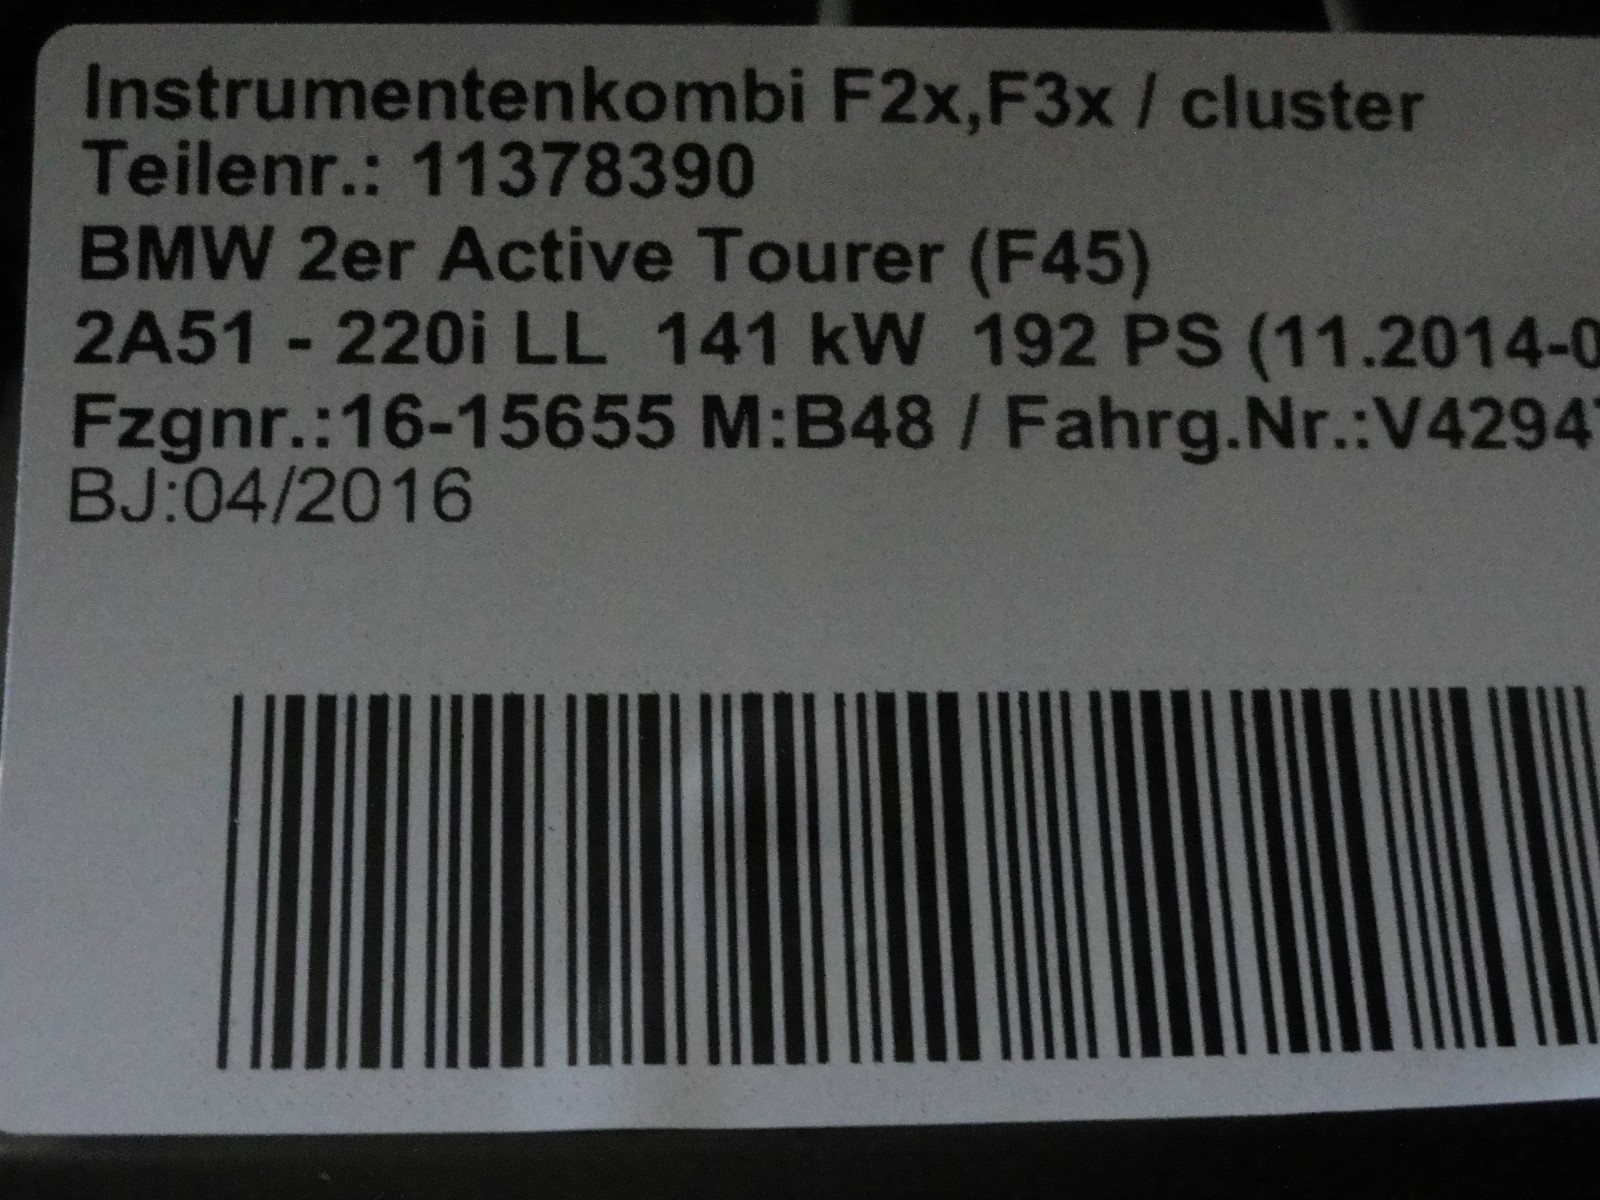 Instrumentenkombi F2x,F3x / cluster
Teilenr.: 11378390
BMW 2er Active Tourer (F45)
2A51 - 220i LL 141 kW 192 PS (11.2014-0
Fzgnr.:16-15655 M:B48 / Fahrg.Nr.:V4294
BJ:04/2016